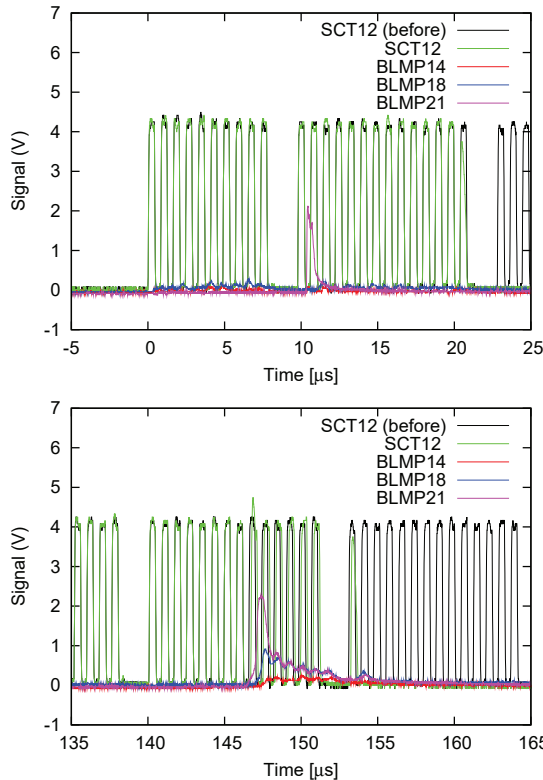 7
6
5
4
3
2
1
0
-1
Signal (V)
SCT12 (before)
SCT12
BLMP14
BLMP18
BLMP21
-5 0 5 10 15 20 25
Time [μs]
7
6
5
4
3
2
1
0
-1
Signal (V)
SCT12 (before)
SCT12
BLMP14
BLMP18
BLMP21
135 140 145 150 155 160 165
Time [μs]